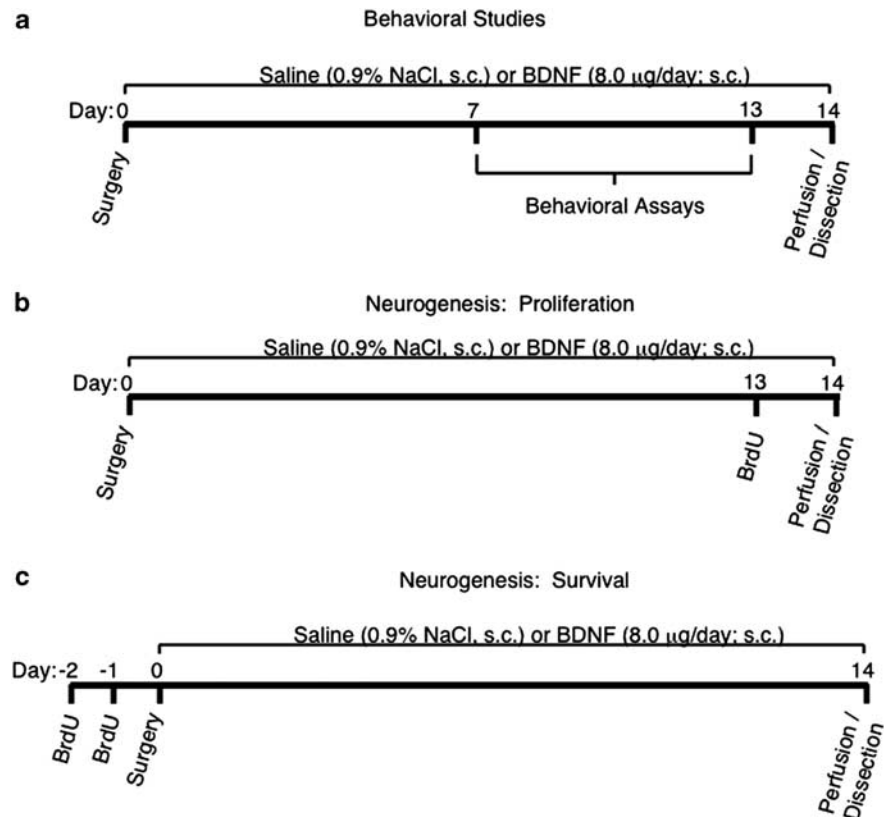 a
Behavioral Studies
Saline (0.9% NaCl, s.c.) or BDNF (8.0 μg/day; s.c.)
Day:0 7 13 14
Surgery
Behavioral Assays
Perfusion /
Dissection
b
Neurogenesis: Proliferation
Saline (0.9% NaCl, s.c.) or BDNF (8.0 μg/day; s.c.)
Day:0 13 14
Surgery
BrdU
Perfusion /
Dissection
c
Neurogenesis: Survival
Saline (0.9% NaCl, s.c.) or BDNF (8.0 μg/day; s.c.)
Day:-2 -1 0 14
BrdU
BrdU
Surgery
Perfusion /
Dissection